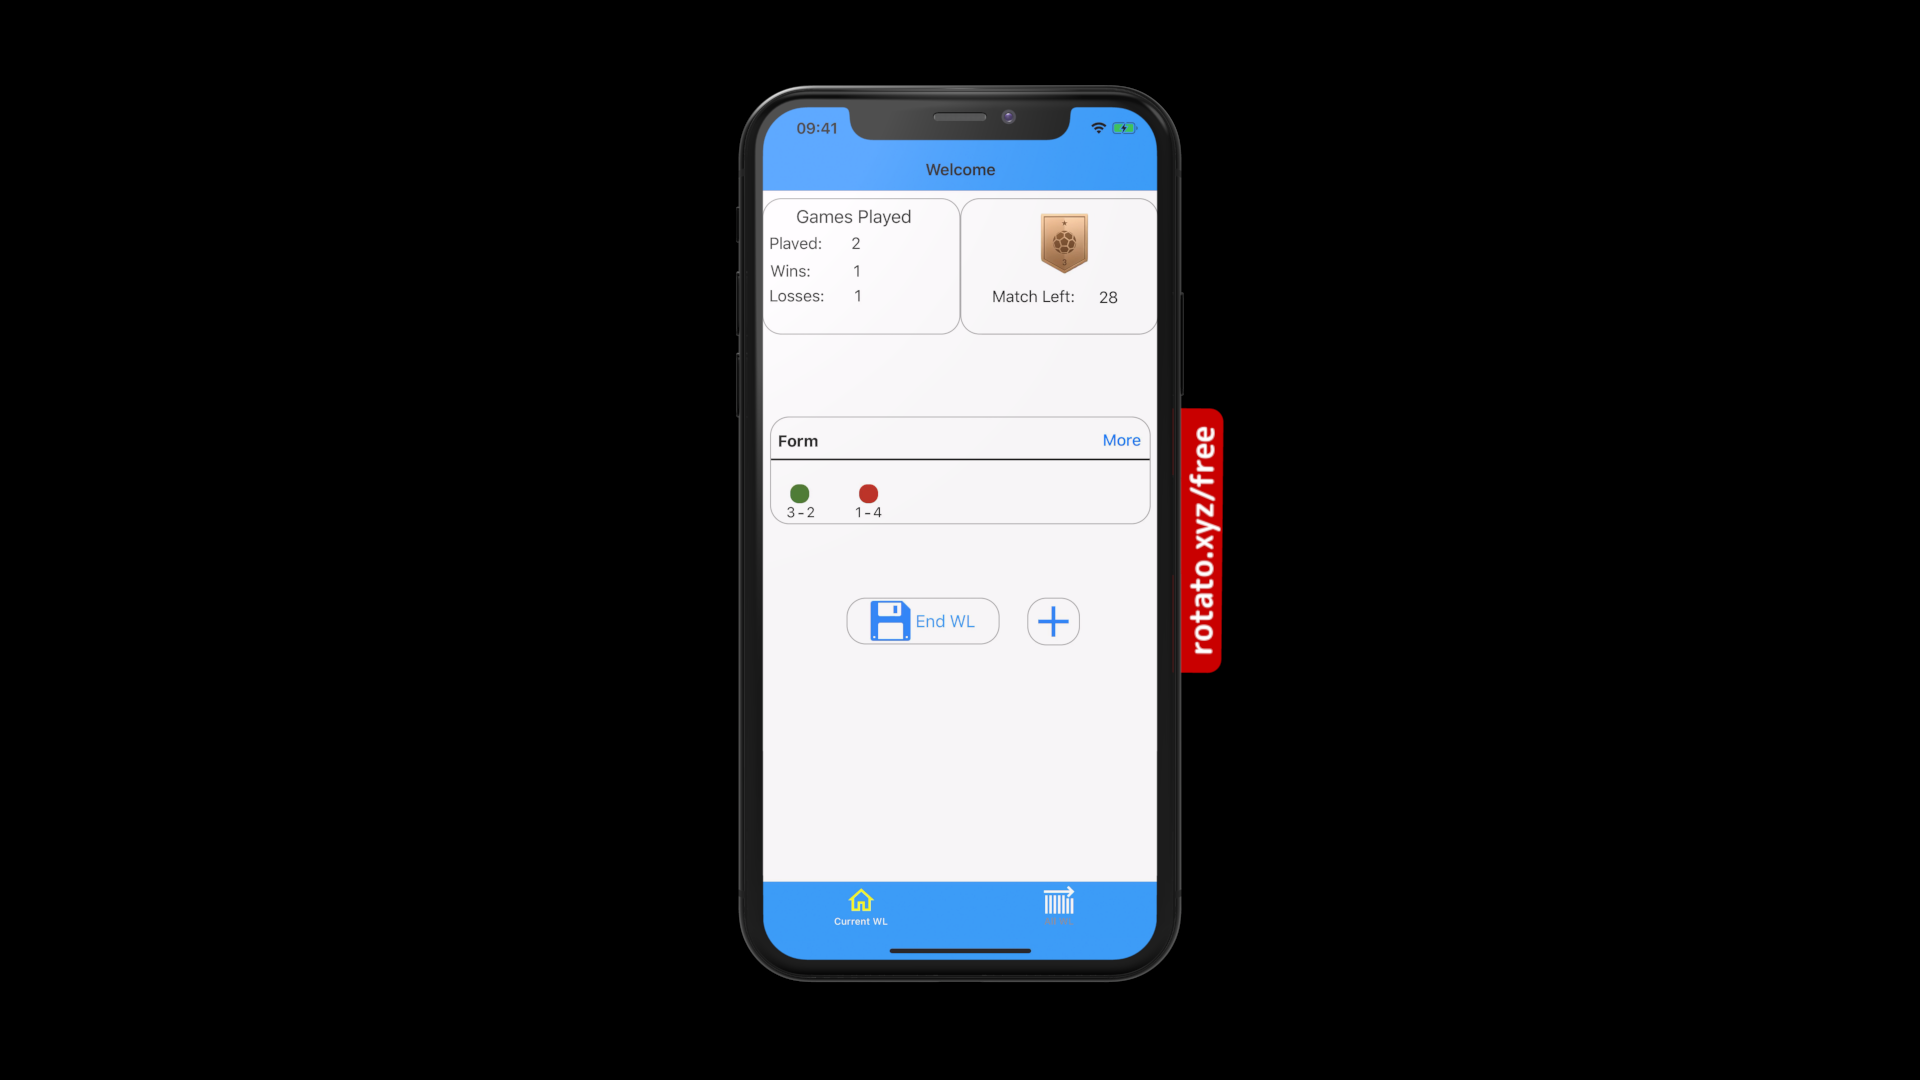 09:41
Welcome
Games Played
Played: 2
Wins: 1
Losses: 1
3
Match Left: 28
Form More
3 - 2 1 - 4
End WL
Current WL
rotato.xyz/free